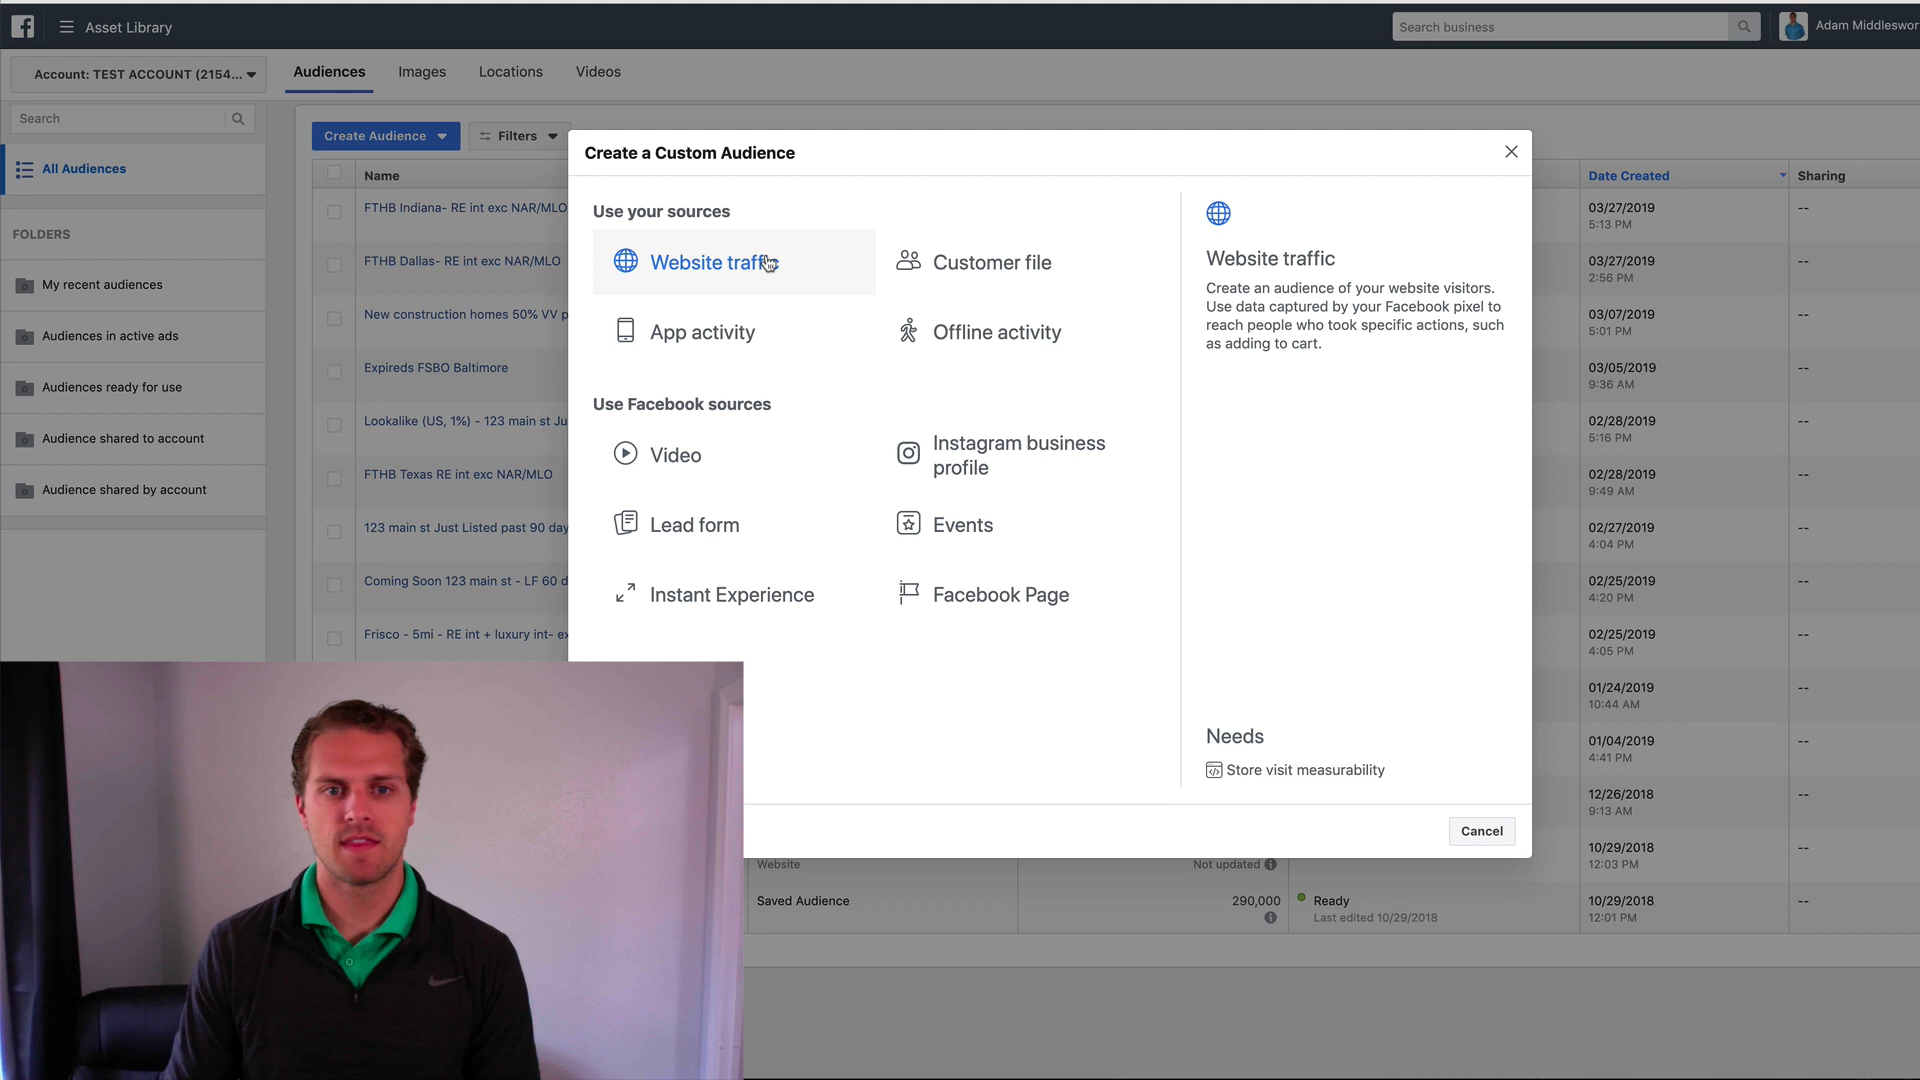 Asset Library
Search business
Adam Middleswor
Account: TEST ACCOUNT (2154...
Audiences
Images
Locations
Videos
Search
All Audiences
FOLDERS
My recent audiences
Audiences in active ads
Audiences ready for use
Audience shared to account
Audience shared by account
Create Audience
Filters
Name
Date Created
Sharing
FTHB Indiana- RE int exc NAR/MLO
03/27/2019
5:13 PM
--
FTHB Dallas- RE int exc NAR/MLO
03/27/2019
2:56 PM
--
New construction homes 50% VV p
03/07/2019
5:01 PM
--
Expireds FSBO Baltimore
03/05/2019
9:36 AM
--
Lookalike (US, 1%) - 123 main st Ju
02/28/2019
5:16 PM
--
FTHB Texas RE int exc NAR/MLO
02/28/2019
9:49 AM
--
123 main st Just Listed past 90 day
02/27/2019
4:04 PM
--
Coming Soon 123 main st - LF 60 d
02/25/2019
4:20 PM
--
Frisco - 5mi - RE int + luxury int- ex
02/25/2019
4:05 PM
--
01/24/2019
10:44 AM
--
01/04/2019
4:41 PM
--
12/26/2018
9:13 AM
--
Website
Not updated
10/29/2018
12:03 PM
--
Saved Audience
290,000
Ready
Last edited 10/29/2018
10/29/2018
12:01 PM
--
Create a Custom Audience
Use your sources
Website traffic
Customer file
App activity
Offline activity
Use Facebook sources
Video
Instagram business
profile
Lead form
Events
Instant Experience
Facebook Page
Website traffic
Create an audience of your website visitors.
Use data captured by your Facebook pixel to
reach people who took specific actions, such
as adding to cart.
Needs
Store visit measurability
Cancel